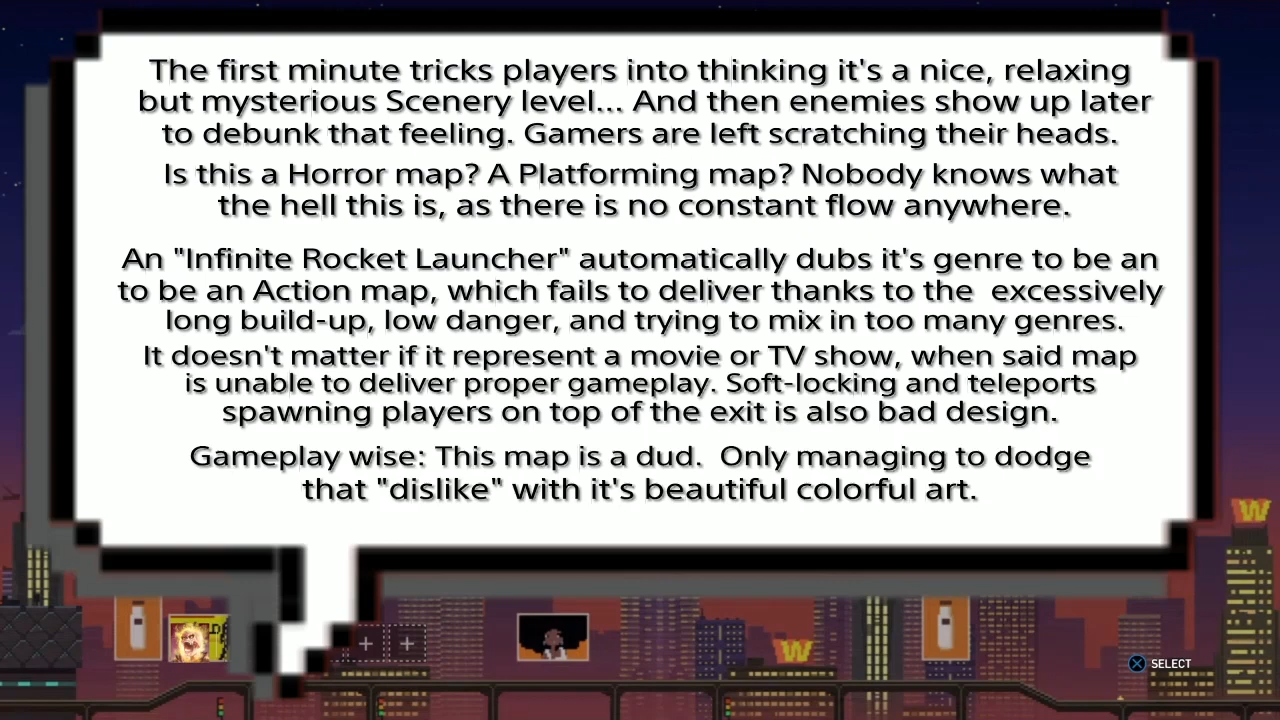 The first minute tricks players into thinking it's a nice, relaxing
but mysterious Scenery level... And then enemies show up later
to debunk that feeling. Gamers are left scratching their heads.
Is this a Horror map? A Platforming map? Nobody knows what
the hell this is, as there is no constant flow anywhere.
An "Infinite Rocket Launcher" automatically dubs it's genre to be an
to be an Action map, which fails to deliver thanks to the  excessively
long build-up, low danger, and trying to mix in too many genres.
It doesn't matter if it represent a movie or TV show, when said map
is unable to deliver proper gameplay. Soft-locking and teleports
spawning players on top of the exit is also bad design.
Gameplay wise: This map is a dud.  Only managing to dodge
that "dislike" with it's beautiful colorful art.
W
W
SELECT